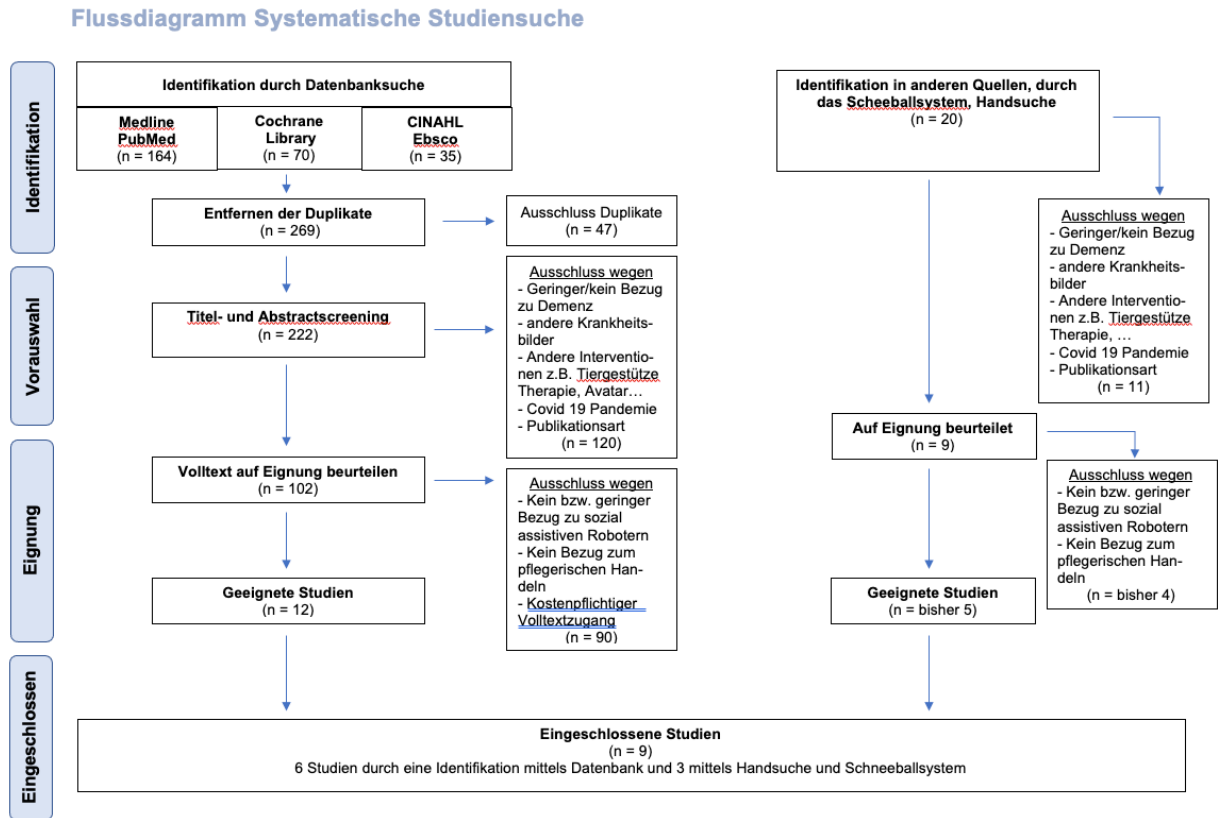 Flussdiagramm Systematische Studiensuche
Identifikation
Identifikation durch Datenbanksuche
Medline
PubMed
(n = 164)
Cochrane
Library
(n = 70)
CINAHL
Ebsco
(n = 35)
Identifikation in anderen Quellen, durch
das Scheeballsystem, Handsuche
(n = 20)
Entfernen der Duplikate
(n = 269)
Ausschluss Duplikate
(n = 47)
Ausschluss wegen
- Geringer/kein Bezug
zu Demenz
- andere Krankheits-
bilder
- Andere Interventio-
nen z.B. Tiergestütze
Therapie, …
- Covid 19 Pandemie
- Publikationsart
(n = 11)
Vorauswahl
Titel- und Abstractscreening
(n = 222)
Ausschluss wegen
- Geringer/kein Bezug
zu Demenz
- andere Krankheits-
bilder
- Andere Interventio-
nen z.B. Tiergestütze
Therapie, Avatar…
- Covid 19 Pandemie
- Publikationsart
(n = 120)
Auf Eignung beurteilet
(n = 9)
Eignung
Volltext auf Eignung beurteilen
(n = 102)
Ausschluss wegen
- Kein bzw. geringer
Bezug zu sozial
assistiven Robotern
- Kein Bezug zum
pflegerischen Han-
deln
- Kostenpflichtiger
Volltextzugang
(n = 90)
Ausschluss wegen
- Kein bzw. geringer
Bezug zu sozial
assistiven Robotern
- Kein Bezug zum
pflegerischen Han-
deln
(n = bisher 4)
Geeignete Studien
(n = 12)
Geeignete Studien
(n = bisher 5)
Eingeschlossen
Eingeschlossene Studien
(n = 9)
6 Studien durch eine Identifikation mittels Datenbank und 3 mittels Handsuche und Schneeballsystem